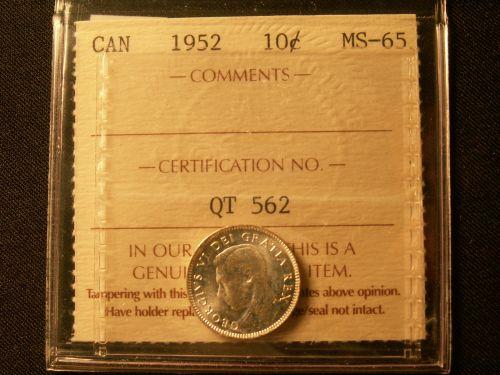 CAN 1952 10¢ MS-65
— COMMENTS —
— CERTIFICATION NO. —
QT 562
IN OUR HIS IS A
GENU ITEM.
Tampering with this tes above opinion.
Have holder repla e/seal not intact.
GEORGIVS VI DEI GRATIA REX